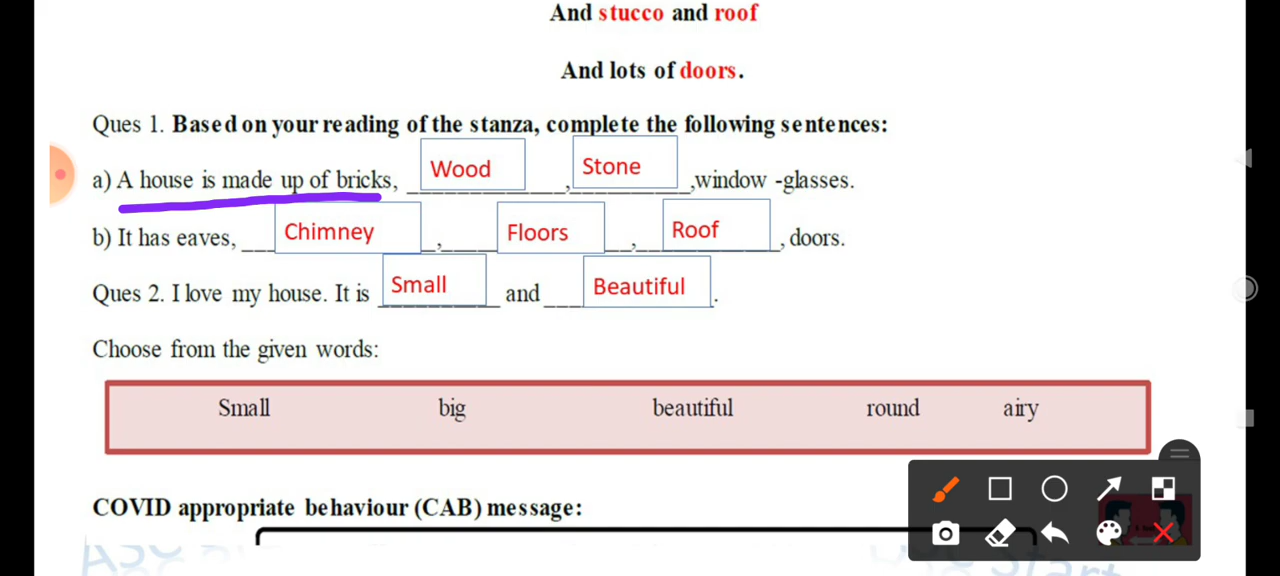 And stucco and roof
And lots of doors.
Ques 1. Based on your reading of the stanza, complete the following sentences:
a) A house is made up of bricks, Wood , Stone ,window -glasses.
b) It has eaves, Chimney , Floors , Roof , doors.
Ques 2. I love my house. It is Small and Beautiful .
Choose from the given words:
Small big beautiful round airy
COVID appropriate behaviour (CAB) message: